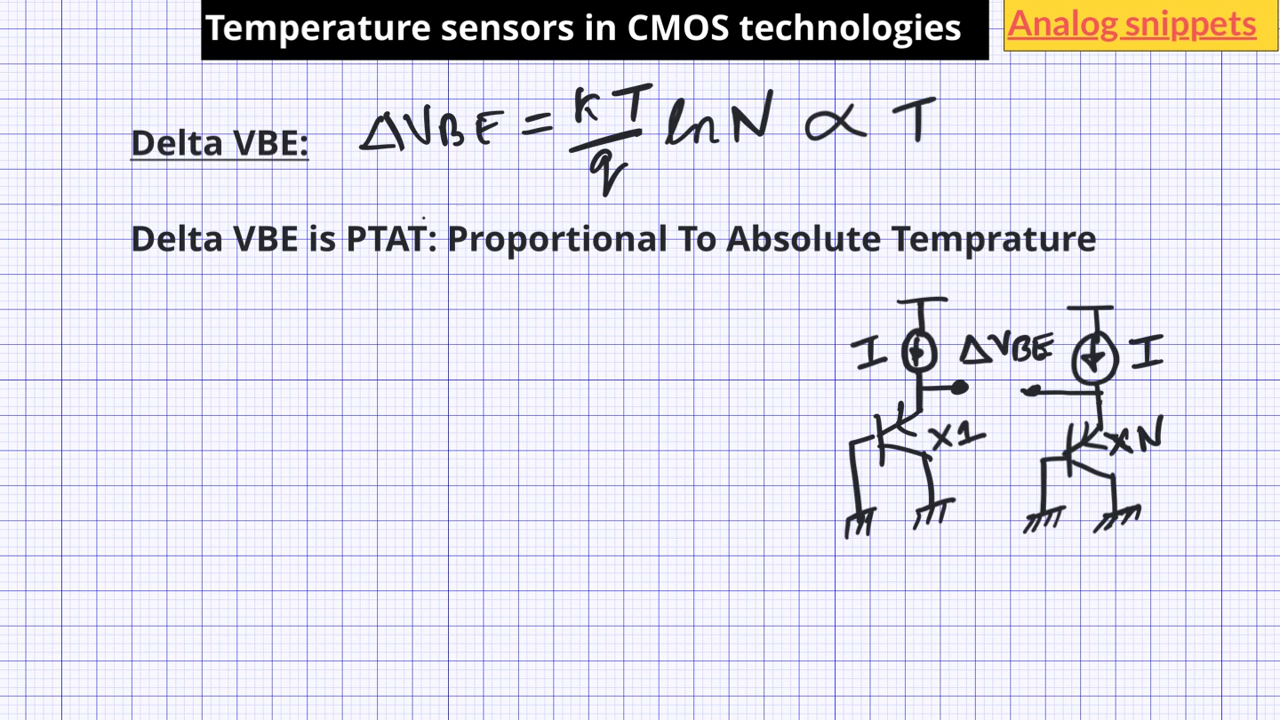 Temperature sensors in CMOS technologies
Analog snippets
Delta VBE: ΔVBE = kT/q ln N ∝ T
Delta VBE is PTAT: Proportional To Absolute Temprature
I ΔVBE I
X1 XN